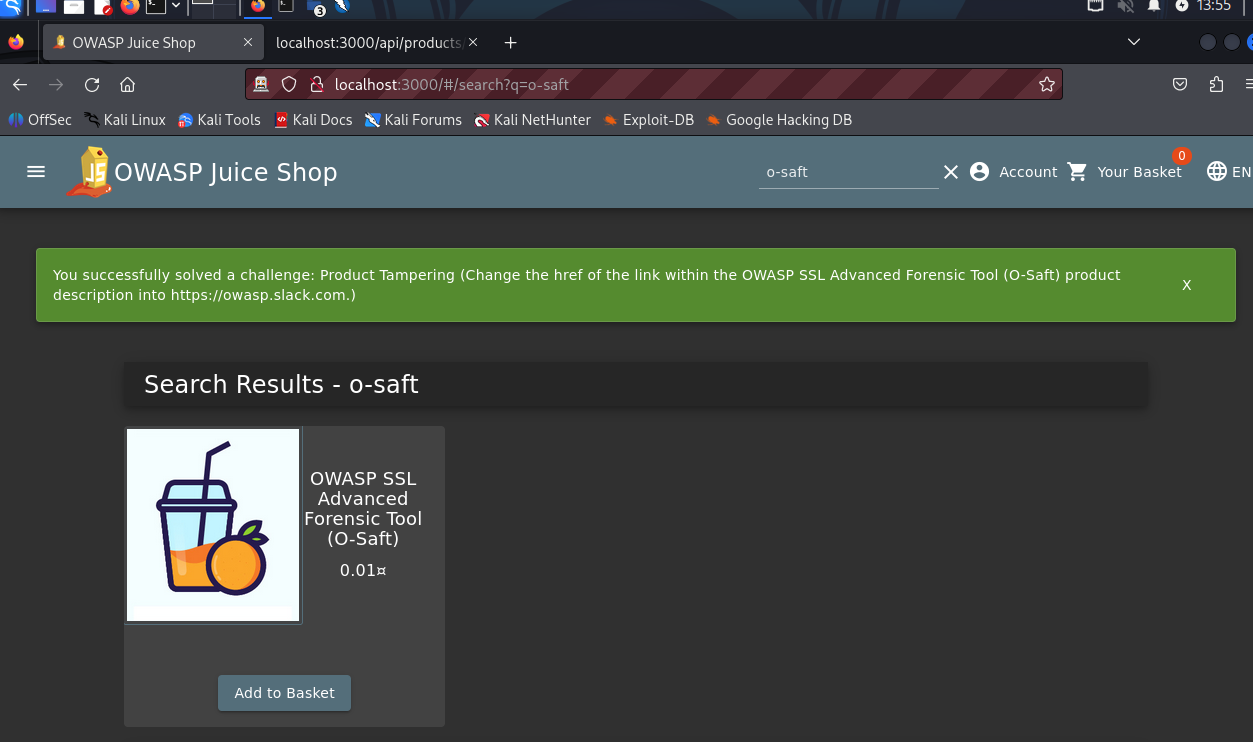 3
13:55
OWASP Juice Shop
localhost:3000/api/products/
localhost:3000/#/search?q=o-saft
OffSec
Kali Linux
Kali Tools
Kali Docs
Kali Forums
Kali NetHunter
Exploit-DB
Google Hacking DB
JS
OWASP Juice Shop
o-saft
Account
0
Your Basket
EN
You successfully solved a challenge: Product Tampering (Change the href of the link within the OWASP SSL Advanced Forensic Tool (O-Saft) product
description into https://owasp.slack.com.)
X
Search Results - o-saft
OWASP SSL
Advanced
Forensic Tool
(O-Saft)
0.01¤
Add to Basket